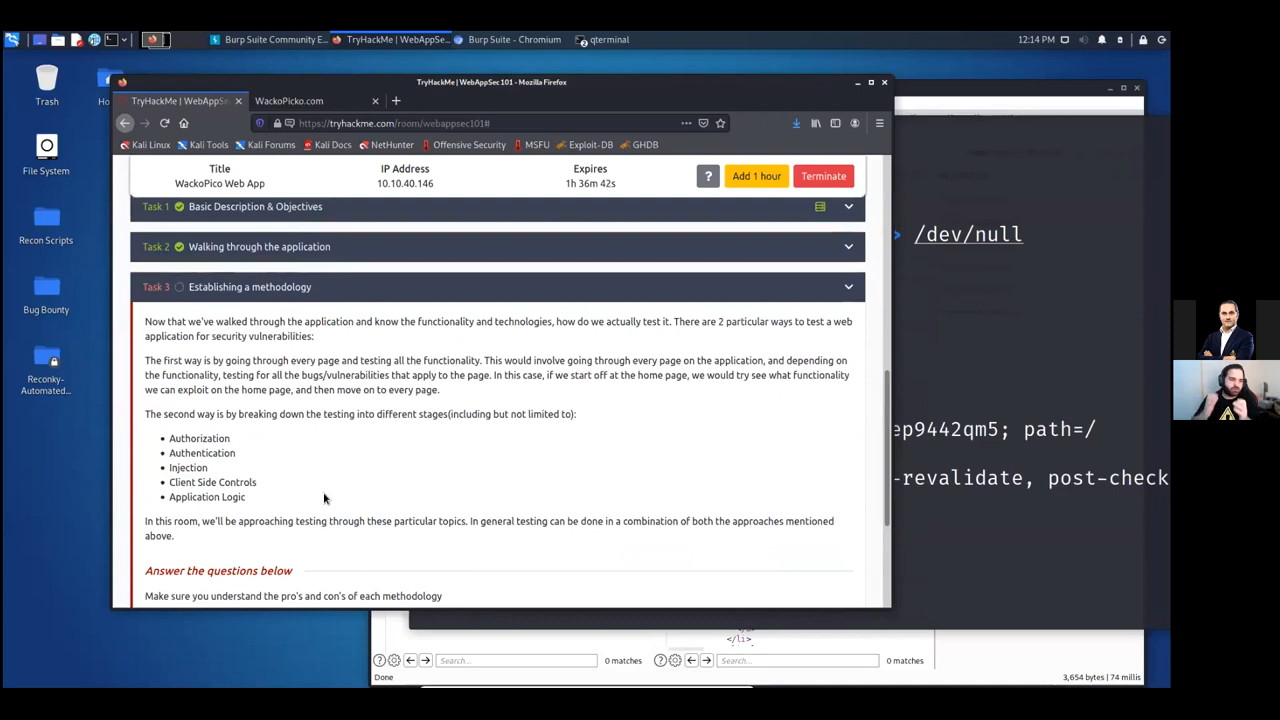 Burp Suite Community E...
TryHackMe | WebAppSe...
Burp Suite - Chromium
qterminal
12:14 PM
Trash
Ho
File System
Recon Scripts
Bug Bounty
Reconky-
Automated...
TryHackMe | WebAppSec 101 - Mozilla Firefox
TryHackMe | WebAppSe
WackoPicko.com
https://tryhackme.com/room/webappsec101#
Kali Linux
Kali Tools
Kali Forums
Kali Docs
NetHunter
Offensive Security
MSFU
Exploit-DB
GHDB
Title
IP Address
Expires
WackoPico Web App
10.10.40.146
1h 36m 42s
?
Add 1 hour
Terminate
Task 1 Basic Description & Objectives
Task 2 Walking through the application
Task 3 Establishing a methodology
Now that we've walked through the application and know the functionality and technologies, how do we actually test it. There are 2 particular ways to test a web
application for security vulnerabilities:
The first way is by going through every page and testing all the functionality. This would involve going through every page on the application, and depending on
the functionality, testing for all the bugs/vulnerabilities that apply to the page. In this case, if we start off at the home page, we would try see what functionality
we can exploit on the home page, and then move on to every page.
The second way is by breaking down the testing into different stages(including but not limited to):
• Authorization
• Authentication
• Injection
• Client Side Controls
• Application Logic
In this room, we'll be approaching testing through these particular topics. In general testing can be done in a combination of both the approaches mentioned
above.
Answer the questions below
Make sure you understand the pro's and con's of each methodology
> /dev/null
ep9442qm5; path=/
-revalidate, post-check
</li>
Search...
0 matches
Search...
0 matches
Done
3,654 bytes | 74 millis